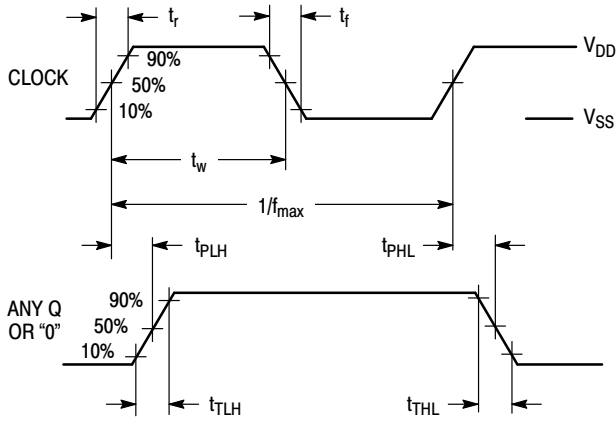 tr
tf
CLOCK
90%
50%
10%
VDD
VSS
tw
1/fmax
tPLH
tPHL
ANY Q
OR “0”
90%
50%
10%
tTLH
tTHL